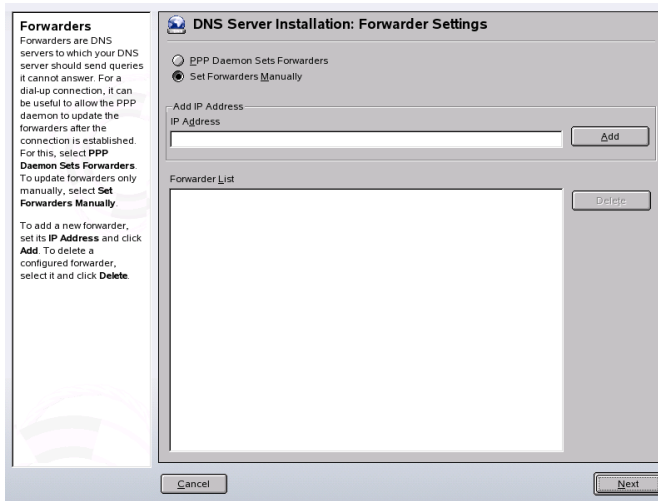 Forwarders
Forwarders are DNS
servers to which your DNS
server should send queries
it cannot answer. For a
dial-up connection, it can
be useful to allow the PPP
daemon to update the
forwarders after the
connection is established.
For this, select PPP
Daemon Sets Forwarders.
To update forwarders only
manually, select Set
Forwarders Manually.
To add a new forwarder,
set its IP Address and click
Add. To delete a
configured forwarder,
select it and click Delete.
DNS Server Installation: Forwarder Settings
PPP Daemon Sets Forwarders
Set Forwarders Manually
Add IP Address
IP Address
Add
Forwarder List
Delete
Cancel
Next